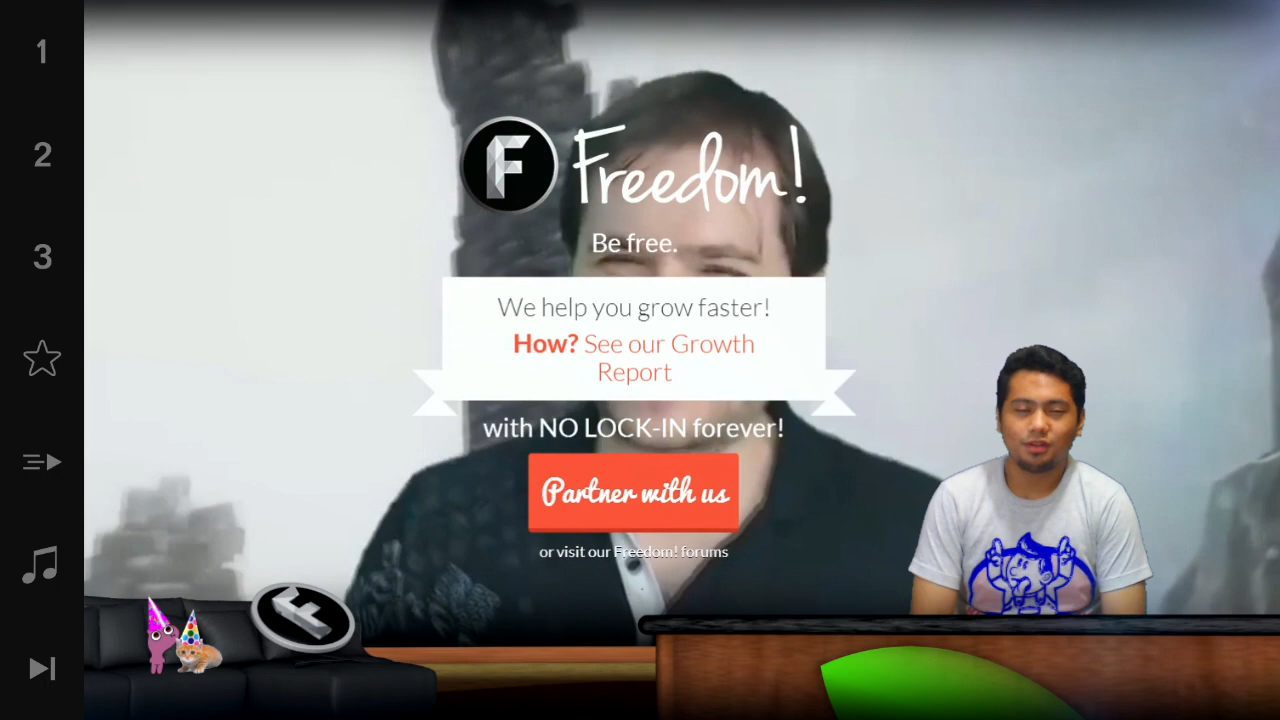 1
2
3
F Freedom!
Be free.
We help you grow faster!
How? See our Growth
Report
with NO LOCK-IN forever!
Partner with us
or visit our Freedom! forums
F